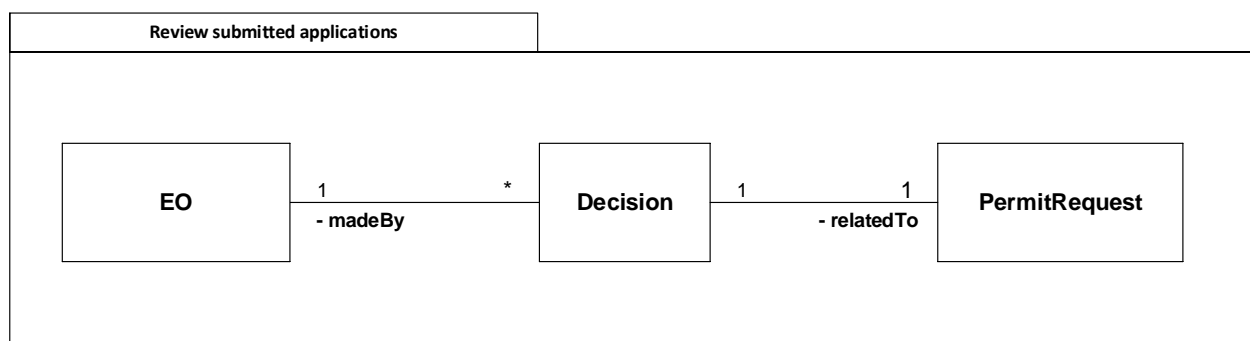 Review submitted applications
EO
1
*
- madeBy
Decision
1
1
- relatedTo
PermitRequest